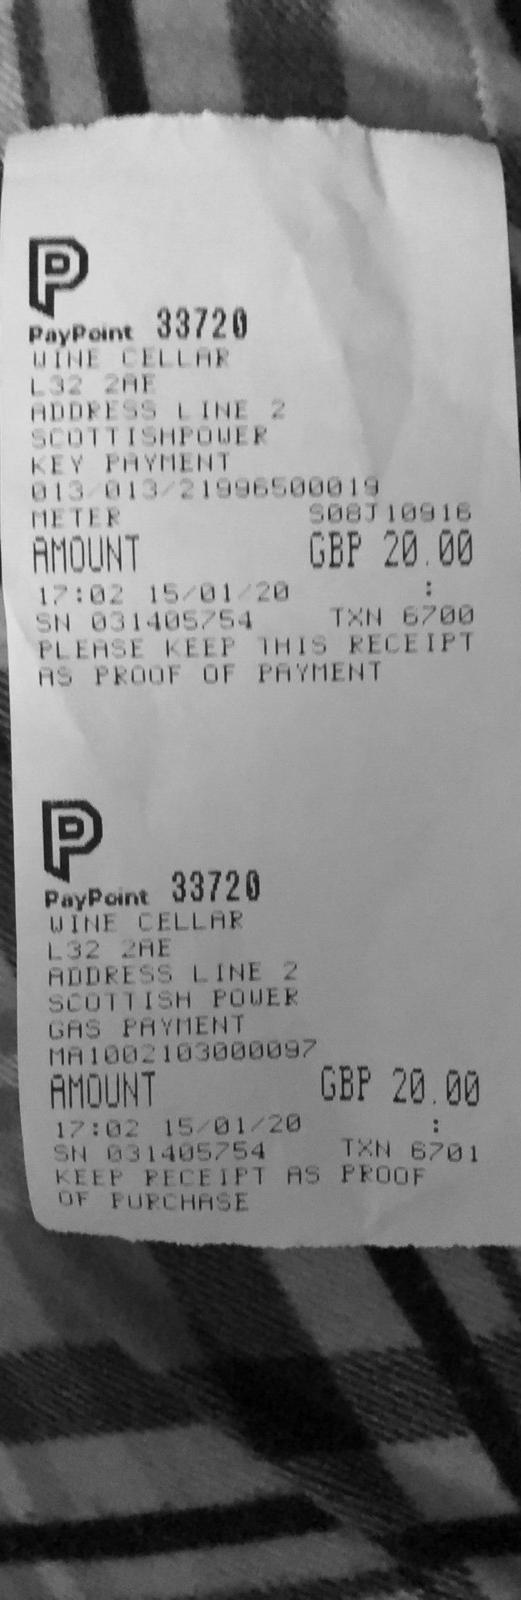 P
PayPoint 33720
WINE CELLAR
L32 2AE
ADDRESS LINE 2
SCOTTISHPOWER
KEY PAYMENT
013/013/21996500019
METER S08J10916
AMOUNT GBP 20.00
17:02 15/01/20 :
SN 031405754 TXN 6700
PLEASE KEEP THIS RECEIPT
AS PROOF OF PAYMENT
P
PayPoint 33720
WINE CELLAR
L32 2AE
ADDRESS LINE 2
SCOTTISH POWER
GAS PAYMENT
MA1002103000097
AMOUNT GBP 20.00
17:02 15/01/20 :
SN 031405754 TXN 6701
KEEP RECEIPT AS PROOF
OF PURCHASE